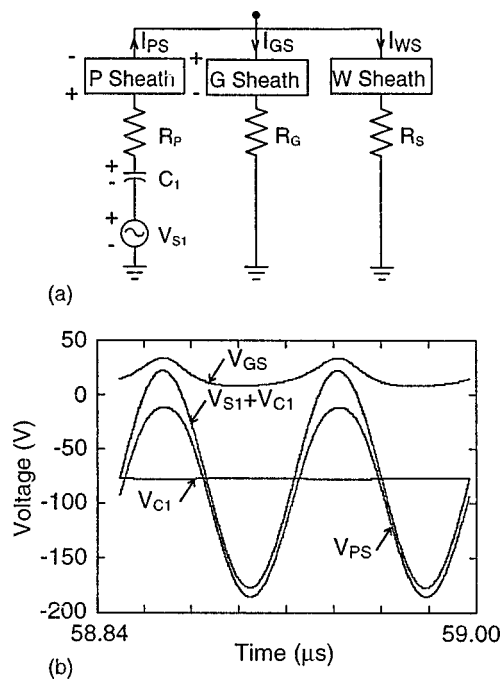 I_PS I_GS I_WS
- +
P Sheath G Sheath W Sheath
+ -
R_P R_G R_S
+
- C_1
+
- V_S1
(a)
50
V_GS
0
V_S1+V_C1
-50
V_C1
-100
V_PS
-150
-200
Voltage (V)
58.84 59.00
Time (μs)
(b)